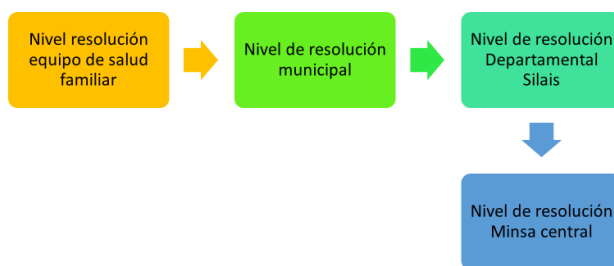 Nivel resolución
equipo de salud
familiar
Nivel de resolución
municipal
Nivel de resolución
Departamental
Silais
Nivel de resolución
Minsa central